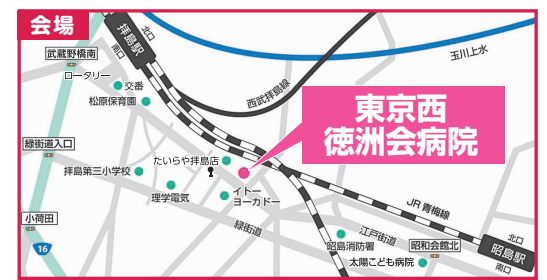 会場
拝島駅
北口
南口
武蔵野橋南
ロータリー
交番
松原保育園
西武拝島線
玉川上水
東京西
徳洲会病院
緑街道入口
拝島第三小学校
たいらや拝島店
理学電気
イトー
ヨーカドー
JR青梅線
小荷田
16
緑街道
江戸街道
昭島消防署
昭和会館北
太陽こども病院
北口
昭島駅
南口